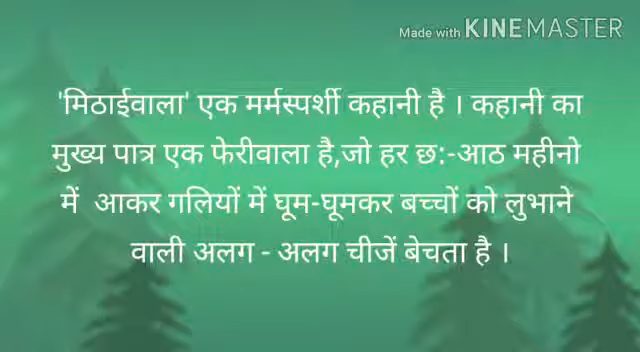 Made with KINEMASTER
'मिठाईवाला' एक मर्मस्पर्शी कहानी है । कहानी का
मुख्य पात्र एक फेरीवाला है,जो हर छ:-आठ महीनो
में आकर गलियों में घूम-घूमकर बच्चों को लुभाने
वाली अलग - अलग चीजें बेचता है ।